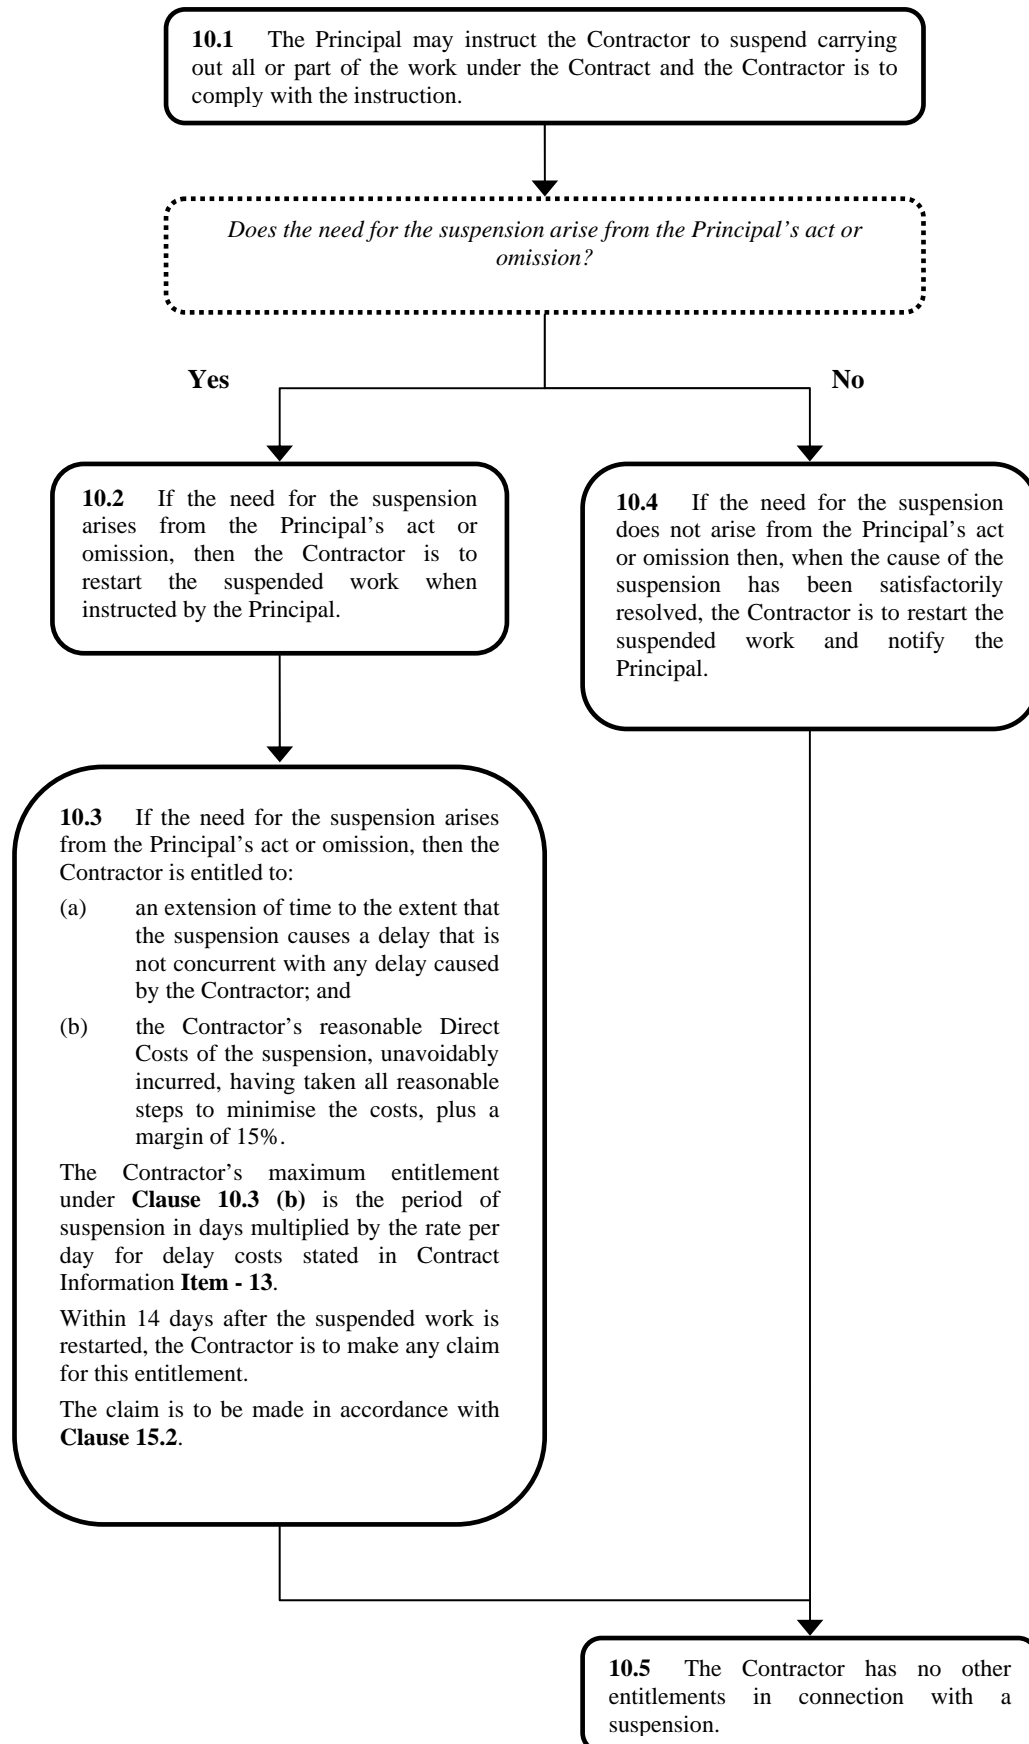 10.1 The Principal may instruct the Contractor to suspend carrying
out all or part of the work under the Contract and the Contractor is to
comply with the instruction.
Does the need for the suspension arise from the Principal's act or
omission?
Yes
No
10.2 If the need for the suspension
arises from the Principal's act or
omission, then the Contractor is to
restart the suspended work when
instructed by the Principal.
10.4 If the need for the suspension
does not arise from the Principal's act
or omission then, when the cause of the
suspension has been satisfactorily
resolved, the Contractor is to restart the
suspended work and notify the
Principal.
10.3 If the need for the suspension arises
from the Principal's act or omission, then the
Contractor is entitled to:
(a) an extension of time to the extent that
the suspension causes a delay that is
not concurrent with any delay caused
by the Contractor; and
(b) the Contractor's reasonable Direct
Costs of the suspension, unavoidably
incurred, having taken all reasonable
steps to minimise the costs, plus a
margin of 15%.
The Contractor's maximum entitlement
under Clause 10.3 (b) is the period of
suspension in days multiplied by the rate per
day for delay costs stated in Contract
Information Item - 13.
Within 14 days after the suspended work is
restarted, the Contractor is to make any claim
for this entitlement.
The claim is to be made in accordance with
Clause 15.2.
10.5 The Contractor has no other
entitlements in connection with a
suspension.